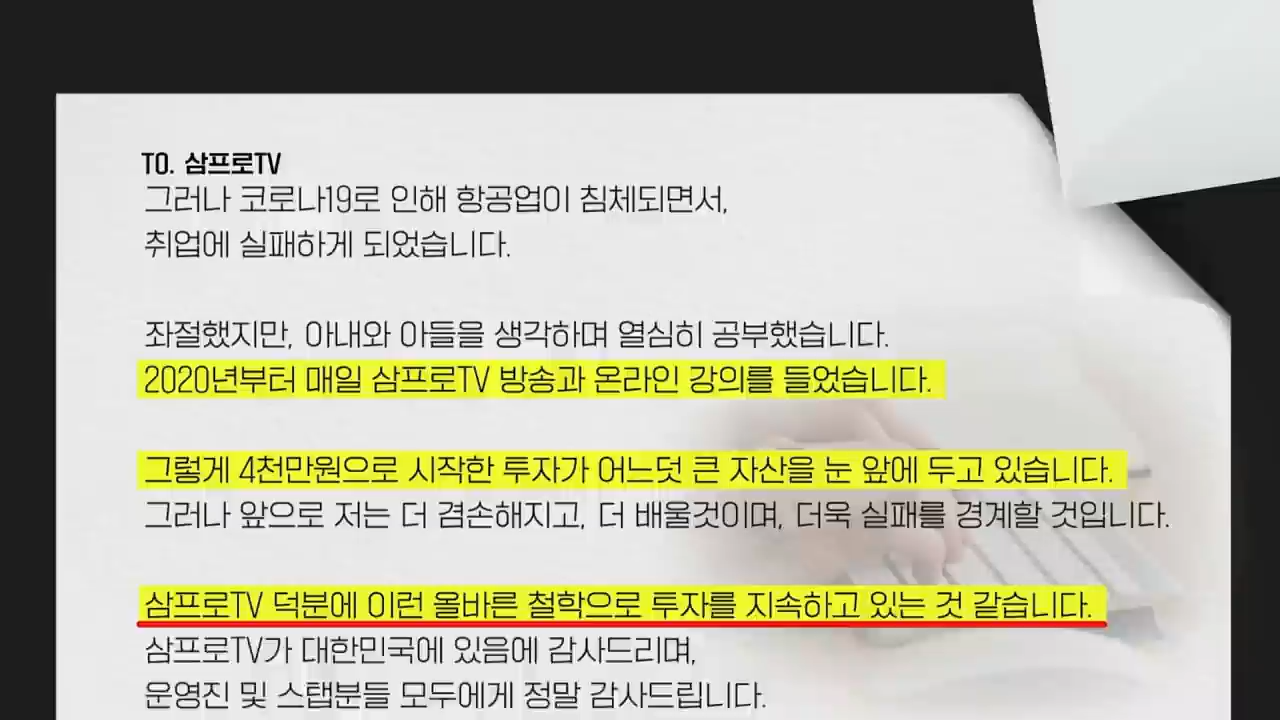 TO. 삼프로TV
그러나 코로나19로 인해 항공업이 침체되면서,
취업에 실패하게 되었습니다.
좌절했지만, 아내와 아들을 생각하며 열심히 공부했습니다.
2020년부터 매일 삼프로TV 방송과 온라인 강의를 들었습니다.
그렇게 4천만원으로 시작한 투자가 어느덧 큰 자산을 눈 앞에 두고 있습니다.
그러나 앞으로 저는 더 겸손해지고, 더 배울것이며, 더욱 실패를 경계할 것입니다.
삼프로TV 덕분에 이런 올바른 철학으로 투자를 지속하고 있는 것 같습니다.
삼프로TV가 대한민국에 있음에 감사드리며,
운영진 및 스탭분들 모두에게 정말 감사드립니다.